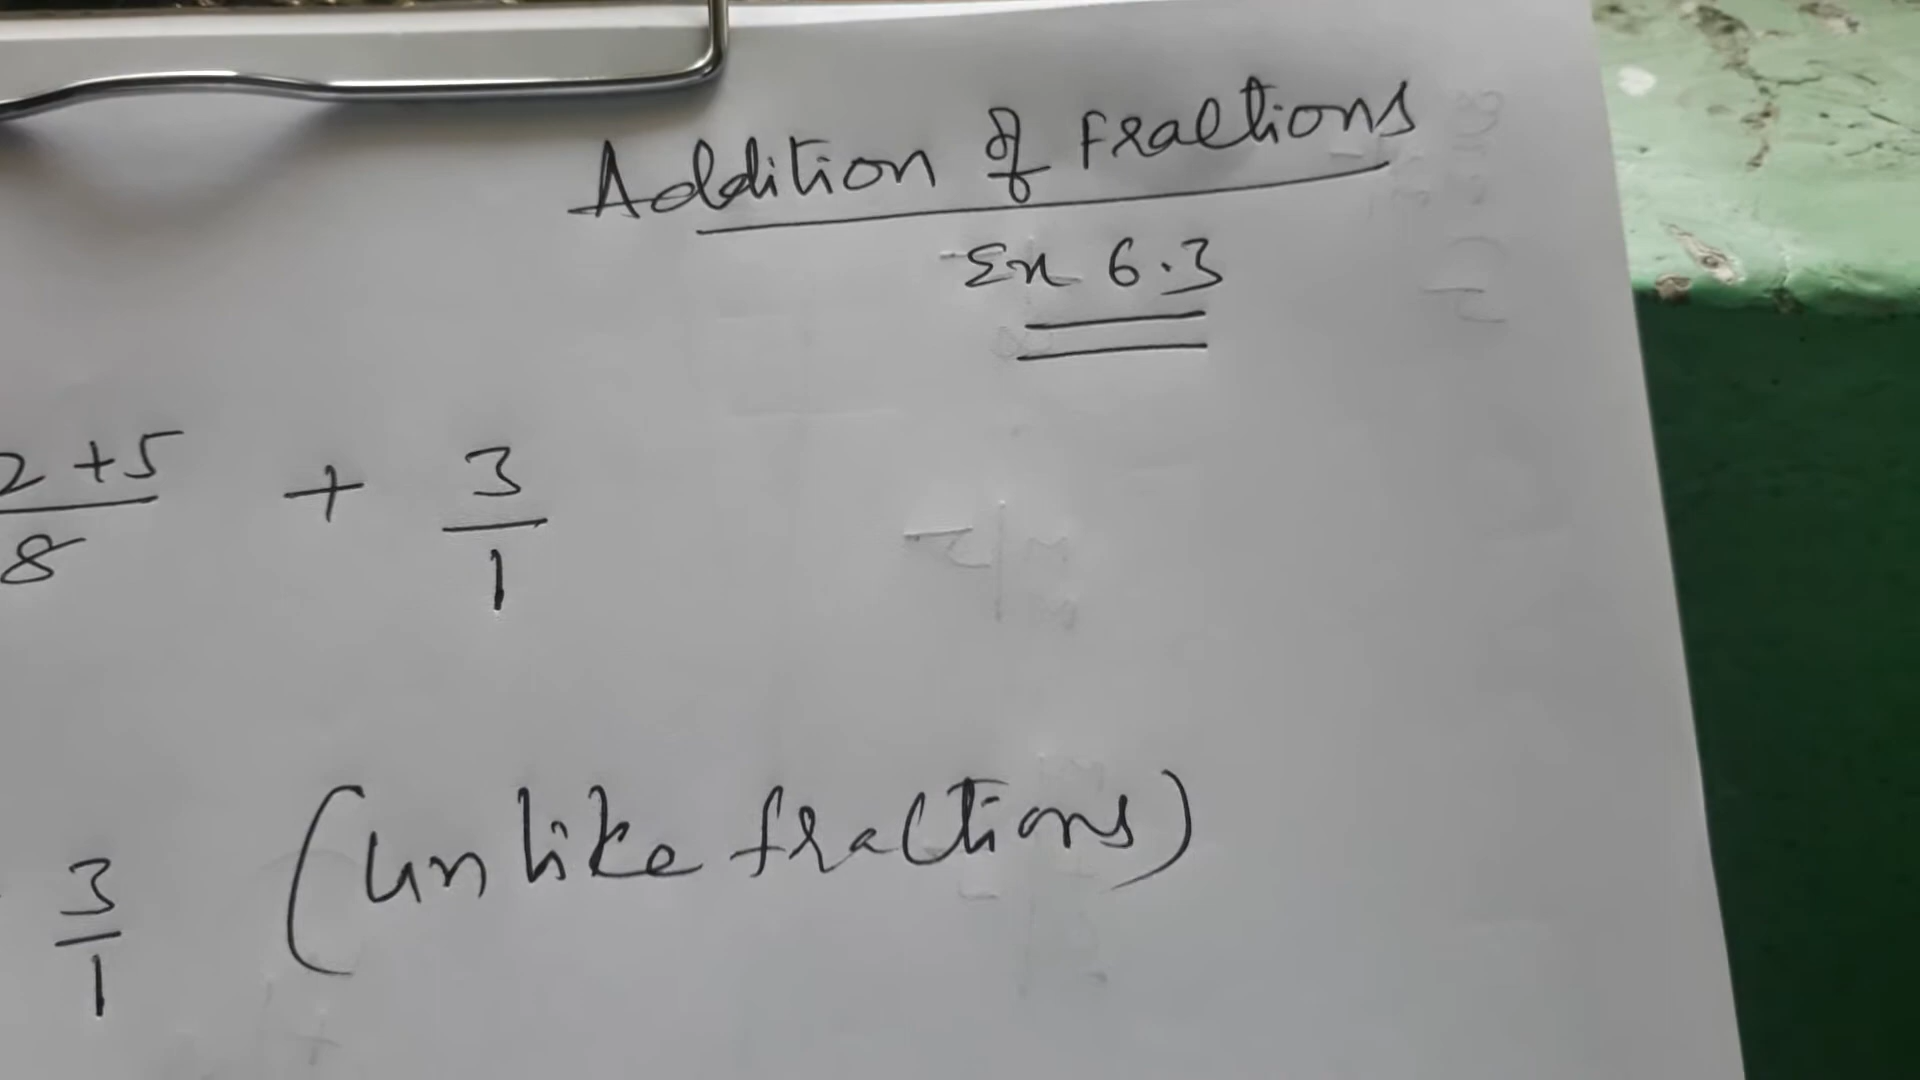 Addition of Fractions
Ex 6.3
2+5/8 + 3/1
3/1 (unlike fractions)